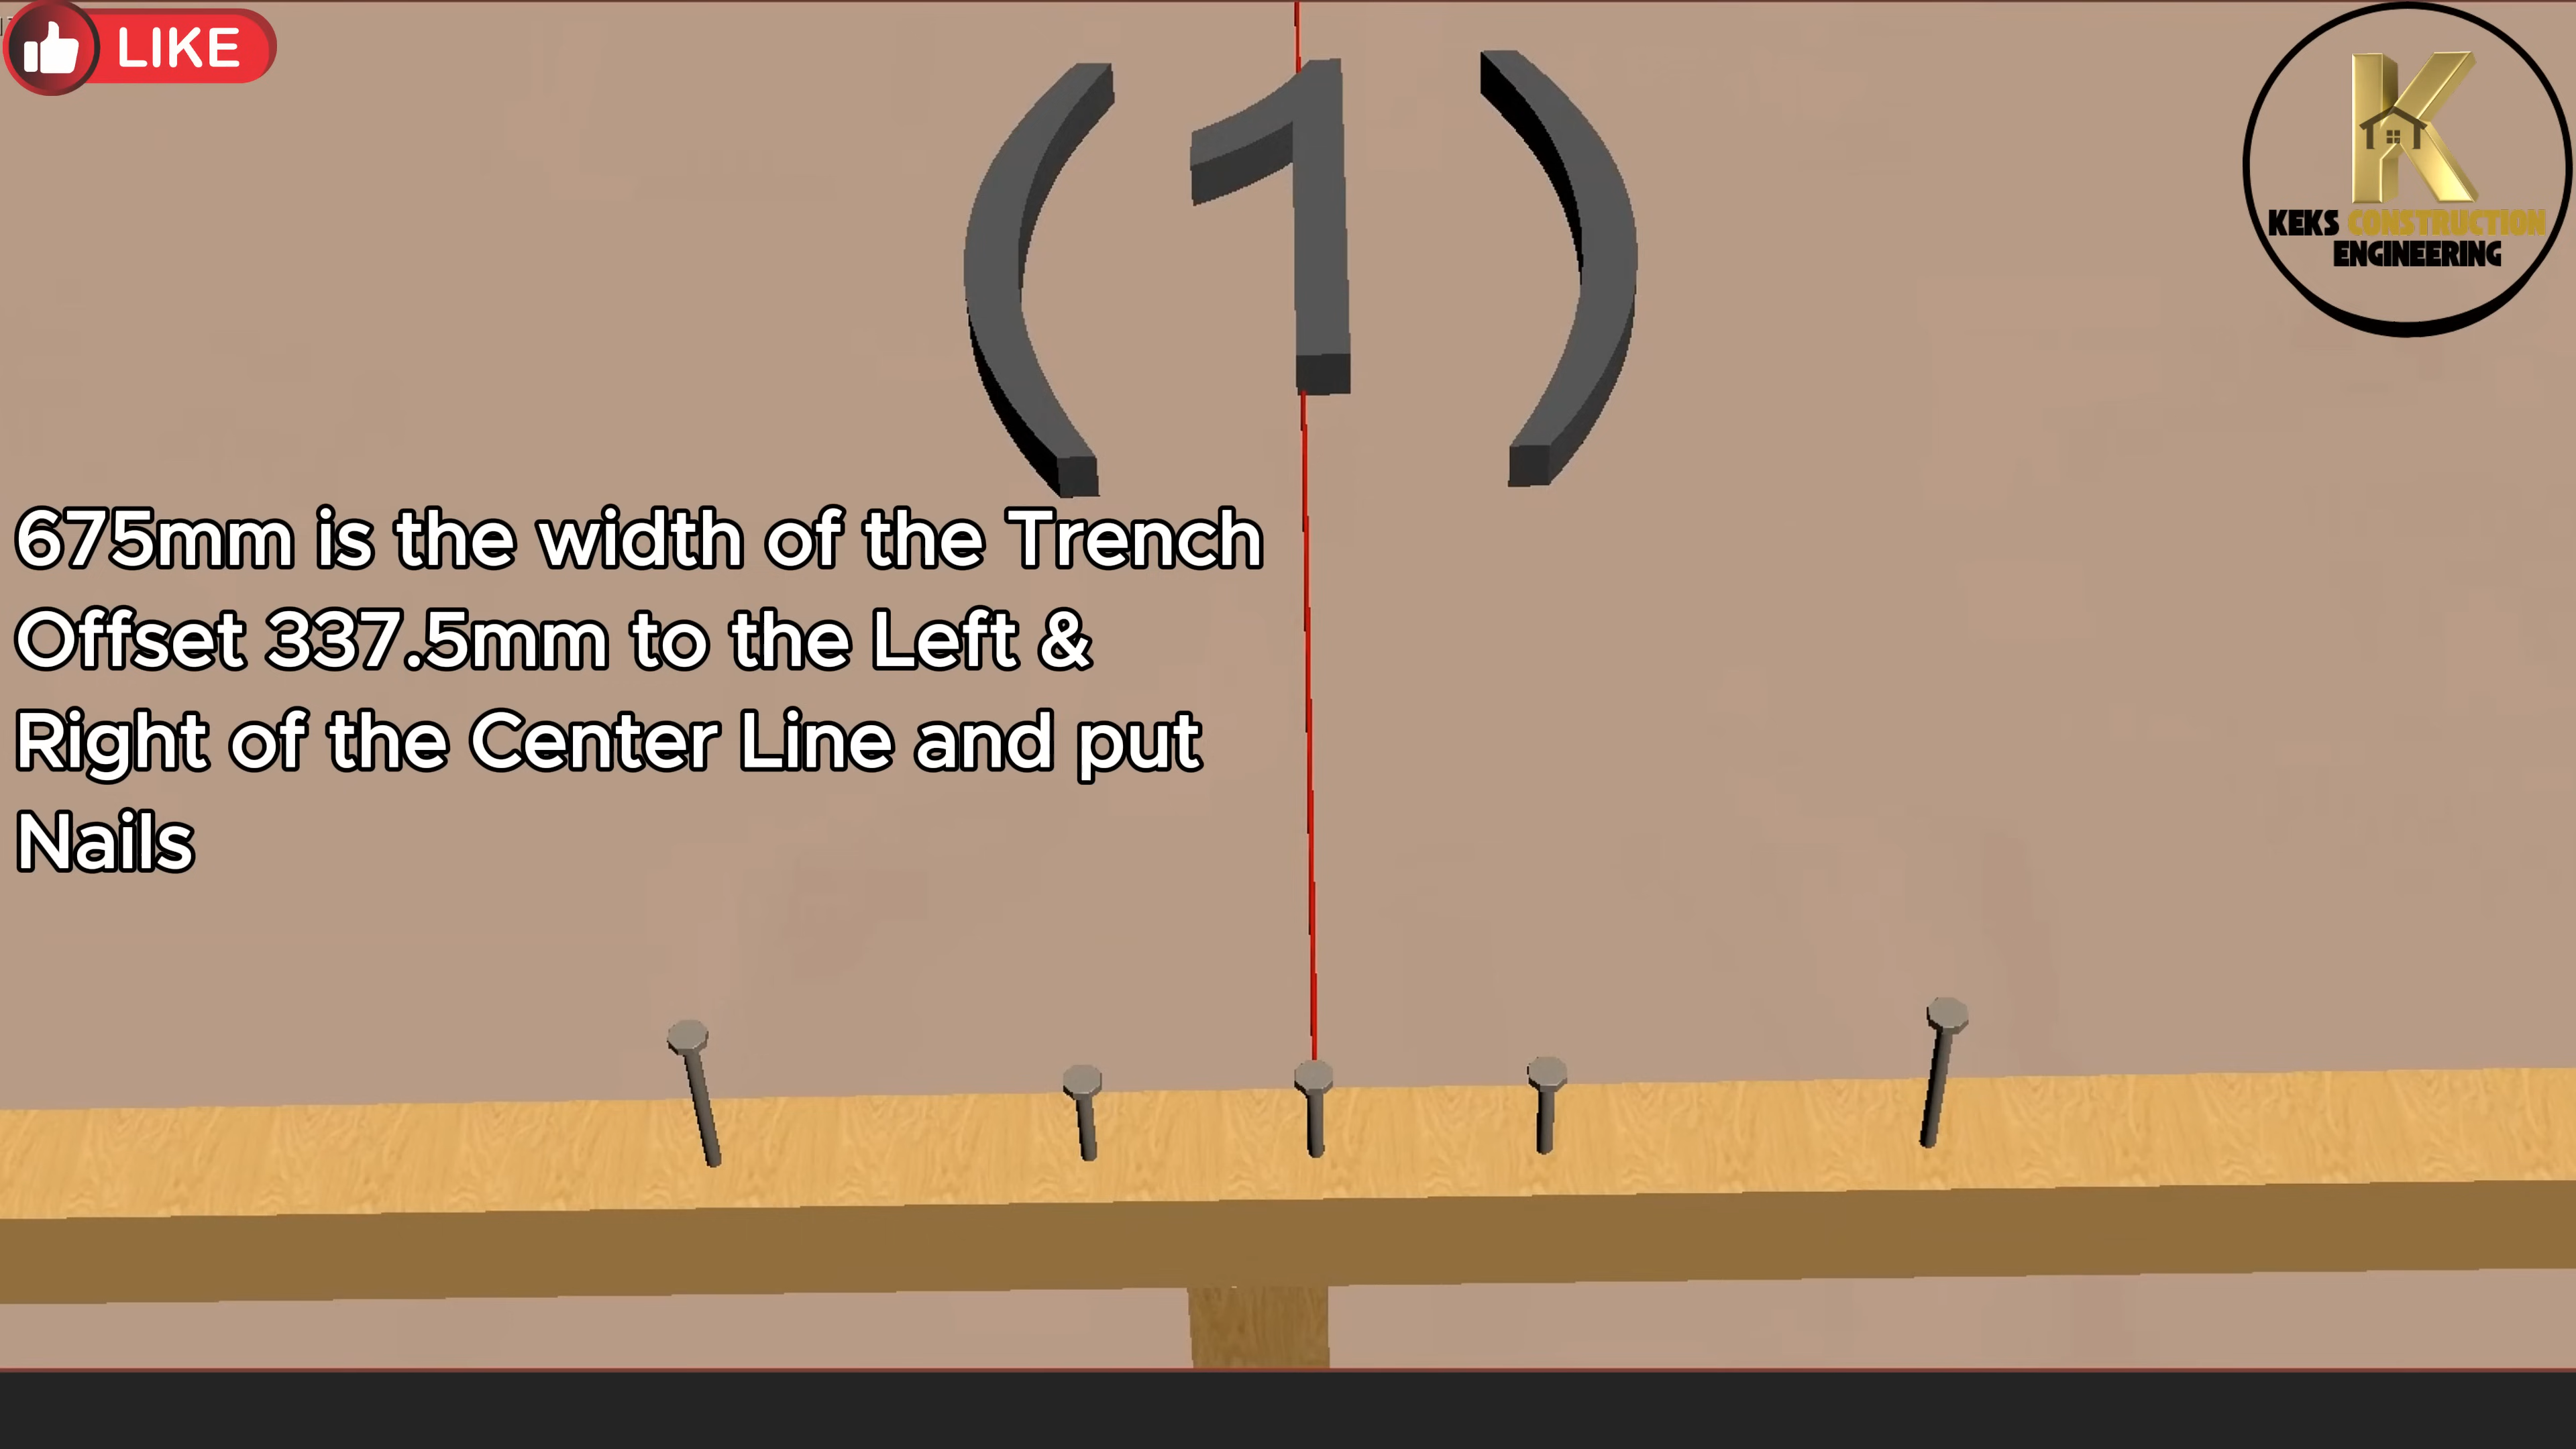 LIKE
(1)
KEKS CONSTRUCTION
ENGINEERING
675mm is the width of the Trench
Offset 337.5mm to the Left &
Right of the Center Line and put
Nails